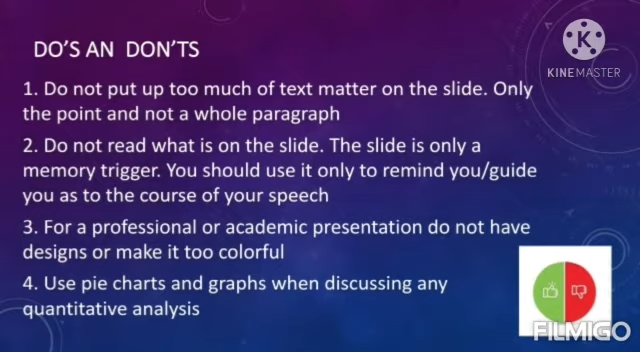 DO'S AN DON'TS
KINEMASTER
1. Do not put up too much of text matter on the slide. Only
the point and not a whole paragraph
2. Do not read what is on the slide. The slide is only a
memory trigger. You should use it only to remind you/guide
you as to the course of your speech
3. For a professional or academic presentation do not have
designs or make it too colorful
4. Use pie charts and graphs when discussing any
quantitative analysis
FILMIGO